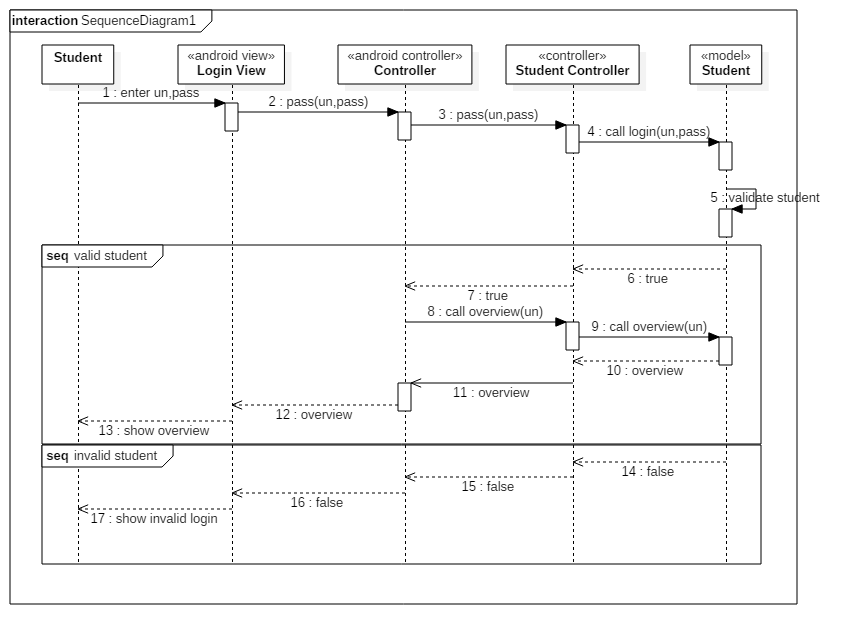 interaction SequenceDiagram1
Student
«android view»
Login View
«android controller»
Controller
«controller»
Student Controller
«model»
Student
1 : enter un,pass
2 : pass(un,pass)
3 : pass(un,pass)
4 : call login(un,pass)
5 : validate student
seq valid student
6 : true
7 : true
8 : call overview(un)
9 : call overview(un)
10 : overview
11 : overview
12 : overview
13 : show overview
seq invalid student
14 : false
15 : false
16 : false
17 : show invalid login